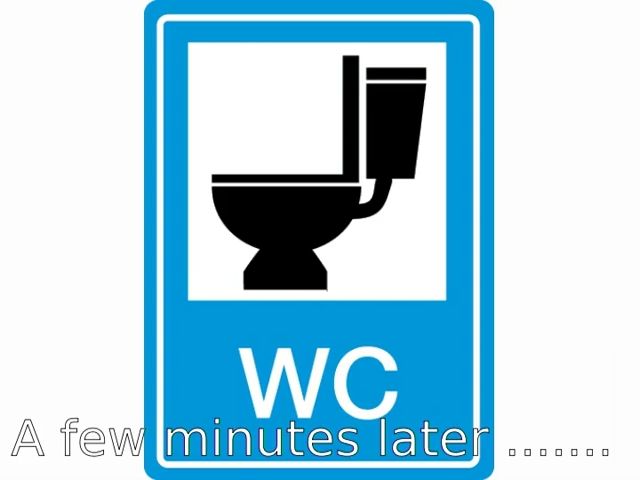 WC
A few minutes later .......